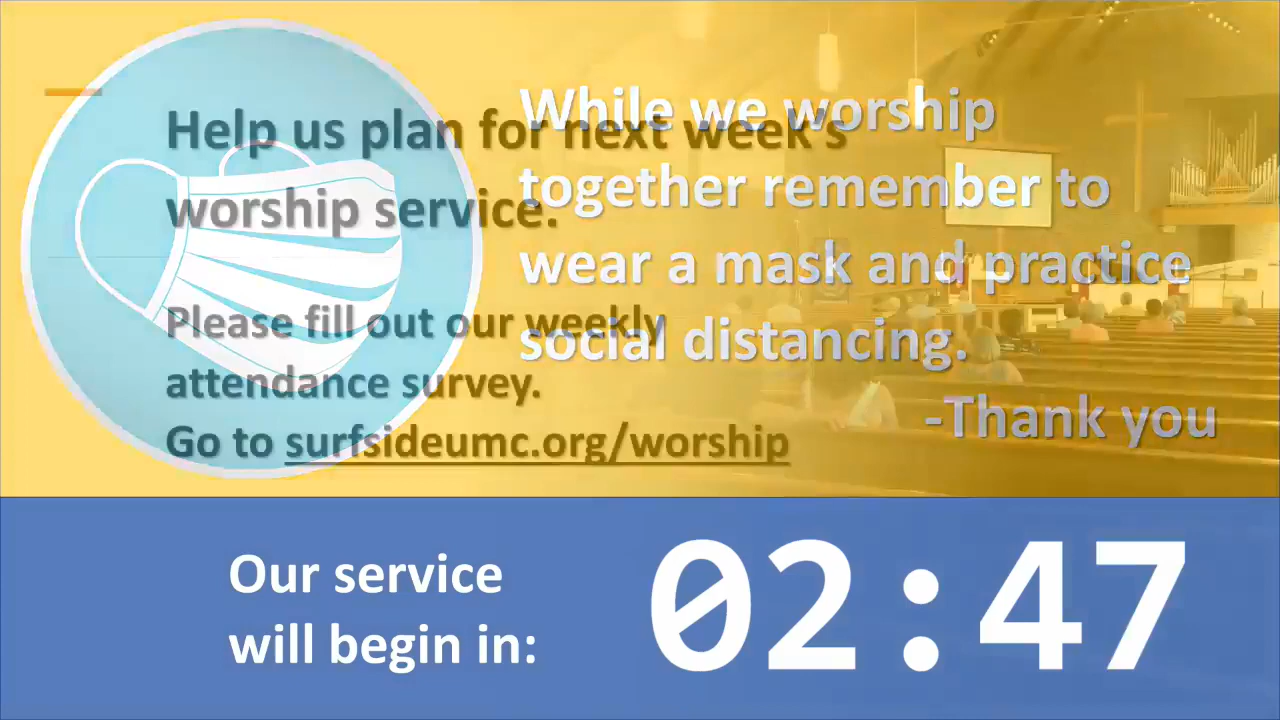 Help us plan for next week's
worship service.
Please fill out our weekly
attendance survey.
Go to surfsideumc.org/worship
While we worship
together remember to
wear a mask and practice
social distancing.
-Thank you
Our service
will begin in:
02:47